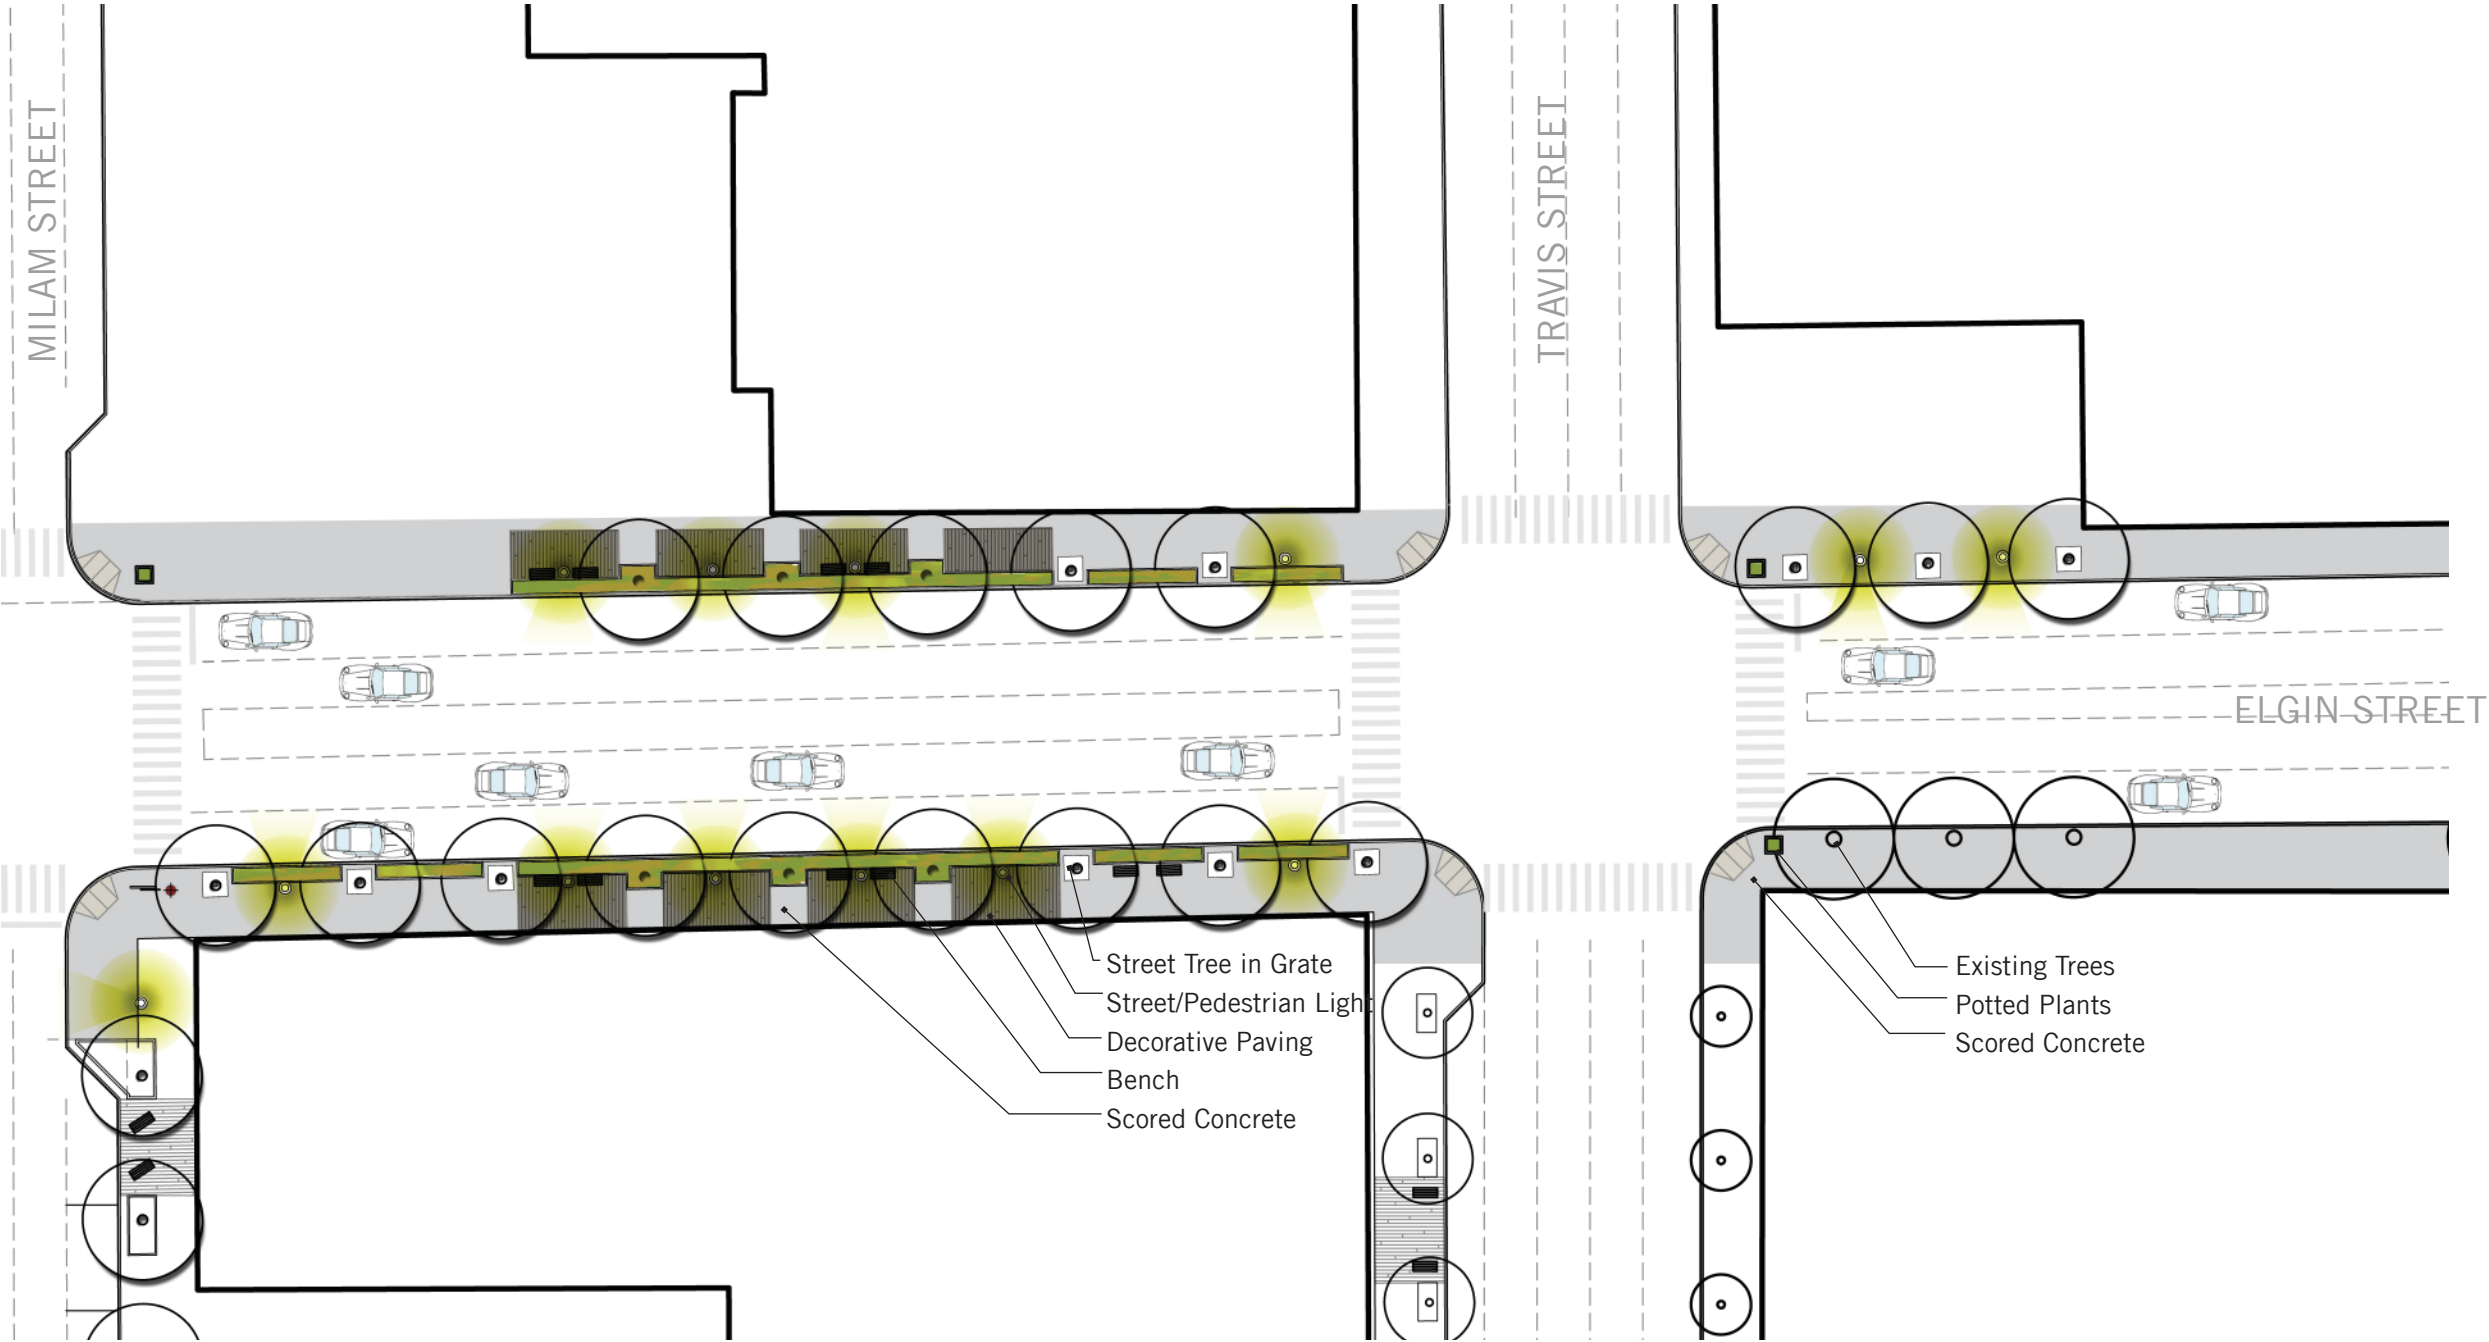 MILAM STREET
TRAVIS STREET
ELGIN STREET
Street Tree in Grate
Street/Pedestrian Light
Decorative Paving
Bench
Scored Concrete
Existing Trees
Potted Plants
Scored Concrete